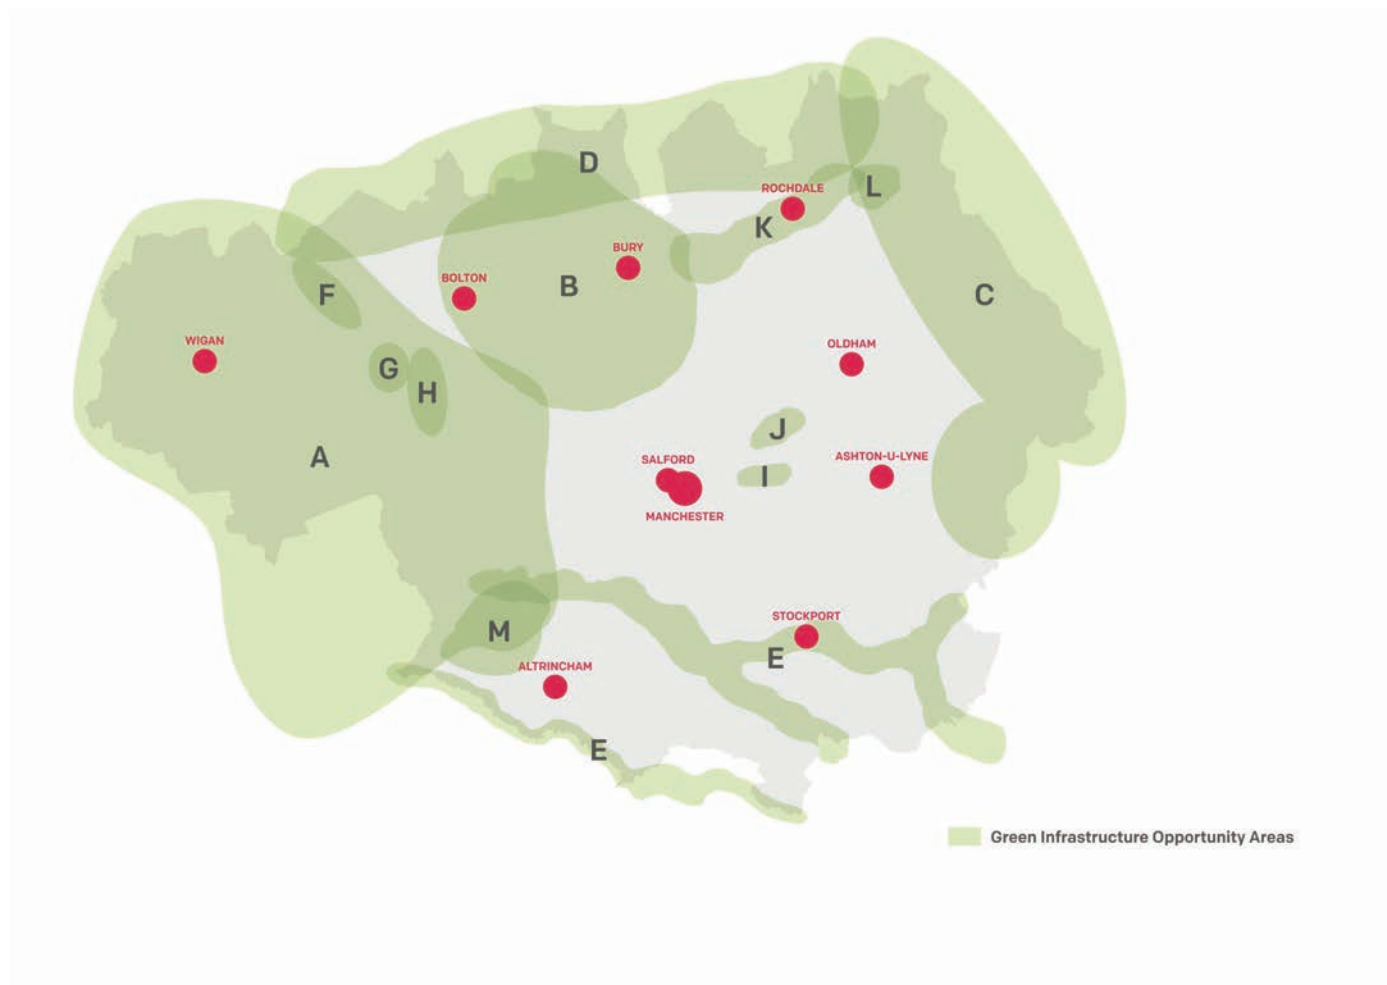 D
L
ROCHDALE
K
BURY
BOLTON
B
F
C
WIGAN
OLDHAM
G
H
J
A
SALFORD
ASHTON-U-LYNE
I
MANCHESTER
STOCKPORT
M
E
ALTRINCHAM
E
Green Infrastructure Opportunity Areas